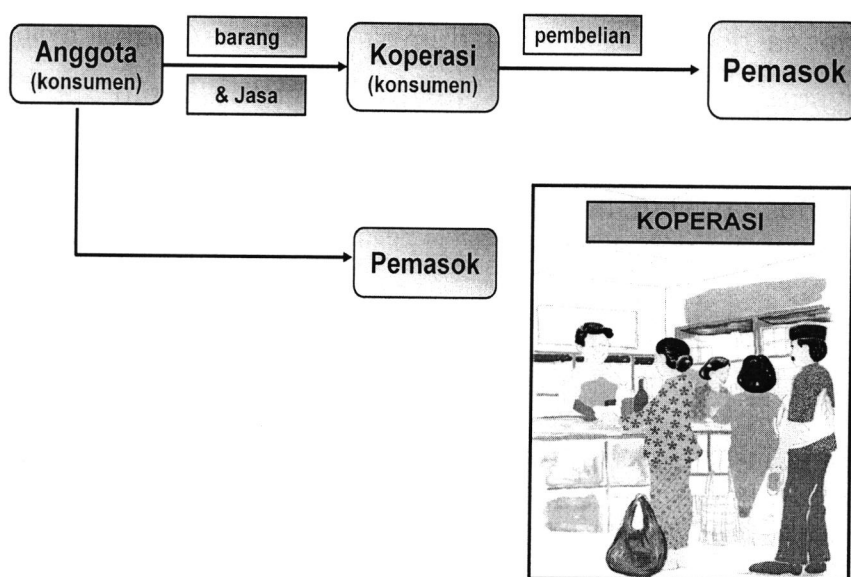 Anggota
(konsumen)
barang
& Jasa
Koperasi
(konsumen)
pembelian
Pemasok
Pemasok
KOPERASI